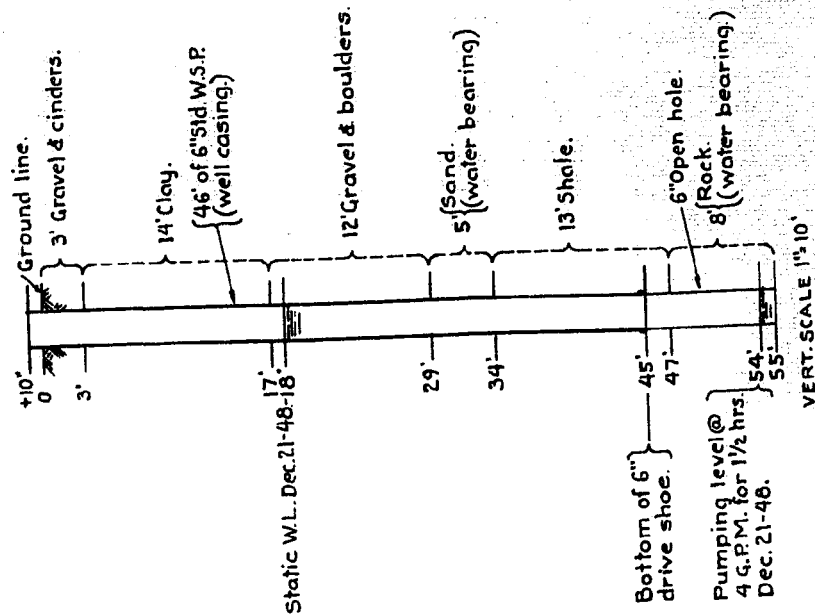 Ground line.
+10"
0
3' Gravel & cinders.
3'
14' Clay.
46' of 6" Std. W.S.P.
(well casing.)
17'
Static W.L. Dec. 21-48.-18'
12' Gravel & boulders.
29'
5' Sand.
(water bearing)
34'
13' Shale.
45'
Bottom of 6"
drive shoe.
47'
6" Open hole.
8' Rock.
(water bearing)
Pumping level @
4 G.P.M. for 1 1/2 hrs.
Dec. 21-48.
54'
55'
VERT. SCALE 1"=10'